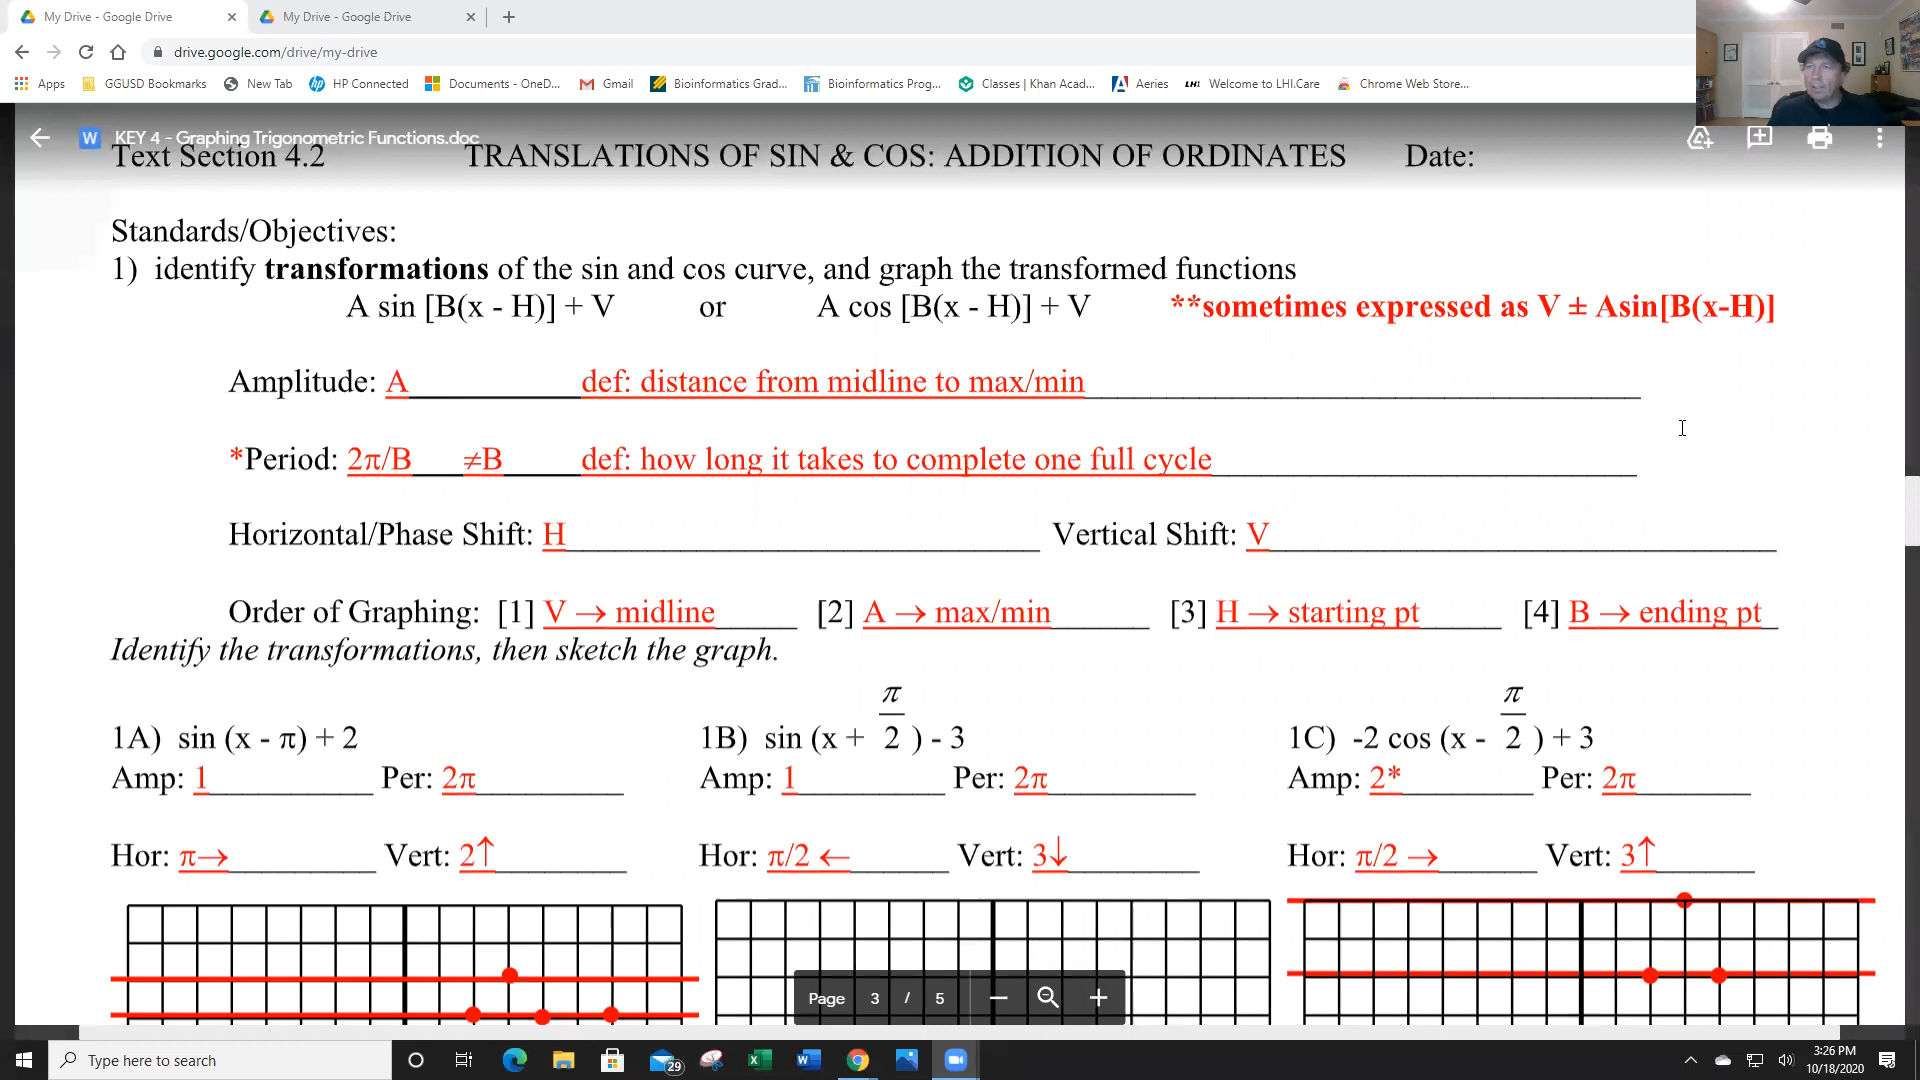 My Drive - Google Drive
My Drive - Google Drive
drive.google.com/drive/my-drive
Apps GGUSD Bookmarks New Tab HP Connected Documents - OneD... Gmail Bioinformatics Grad... Bioinformatics Prog... Classes | Khan Acad... Aeries LHI. Welcome to LHI.Care Chrome Web Store...
W KEY 4 - Graphing Trigonometric Functions.doc
Text Section 4.2 TRANSLATIONS OF SIN & COS: ADDITION OF ORDINATES Date:
Standards/Objectives:
1) identify transformations of the sin and cos curve, and graph the transformed functions
A sin [B(x - H)] + V or A cos [B(x - H)] + V **sometimes expressed as V ± Asin[B(x-H)]
Amplitude: A def: distance from midline to max/min
*Period: 2π/B ≠B def: how long it takes to complete one full cycle
Horizontal/Phase Shift: H Vertical Shift: V
Order of Graphing: [1] V → midline [2] A → max/min [3] H → starting pt [4] B → ending pt
Identify the transformations, then sketch the graph.
1A) sin (x - π) + 2 1B) sin (x + π/2 ) - 3 1C) -2 cos (x - π/2 ) + 3
Amp: 1 Per: 2π Amp: 1 Per: 2π Amp: 2* Per: 2π
Hor: π→ Vert: 2↑ Hor: π/2 ← Vert: 3↓ Hor: π/2 → Vert: 3↑
Page 3 / 5
Type here to search
29
3:26 PM
10/18/2020